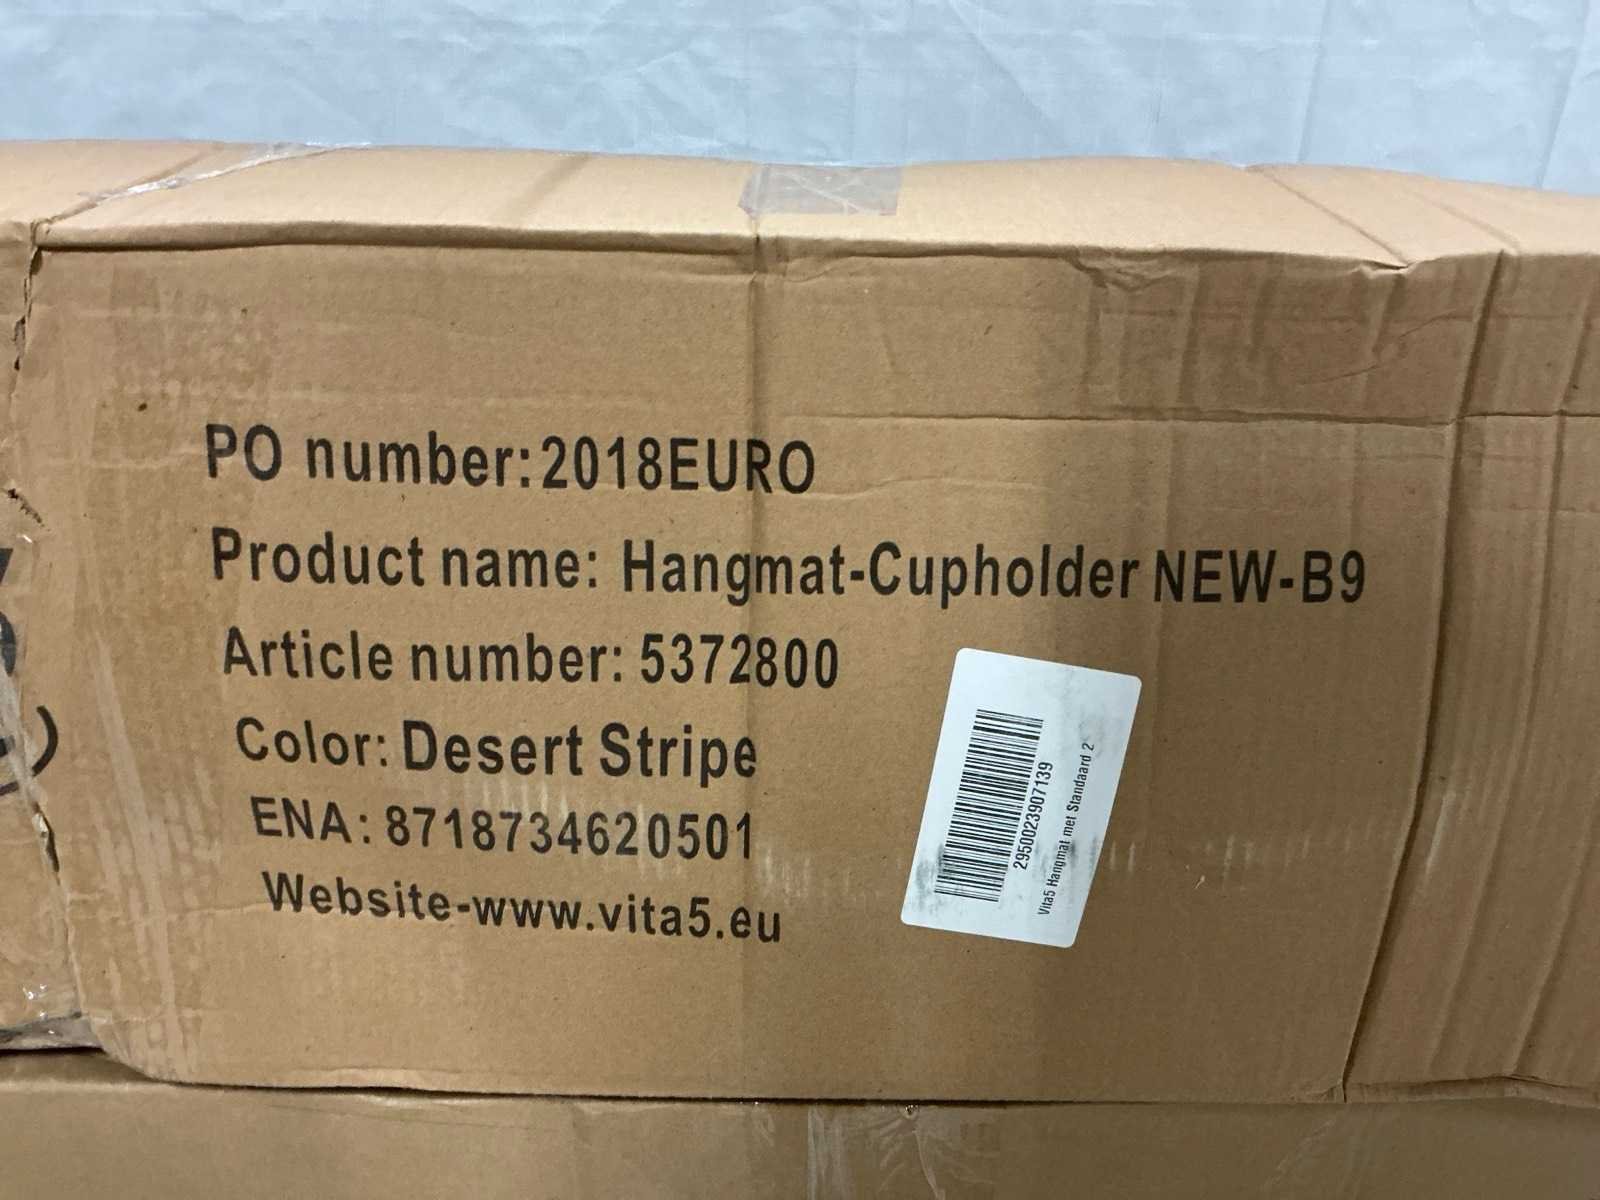 PO number:2018EURO
Product name: Hangmat-Cupholder NEW-B9
Article number: 5372800
Color: Desert Stripe
ENA: 8718734620501
Website-www.vita5.eu
2950023907139
Vita5 Hangmat met Standaard 2